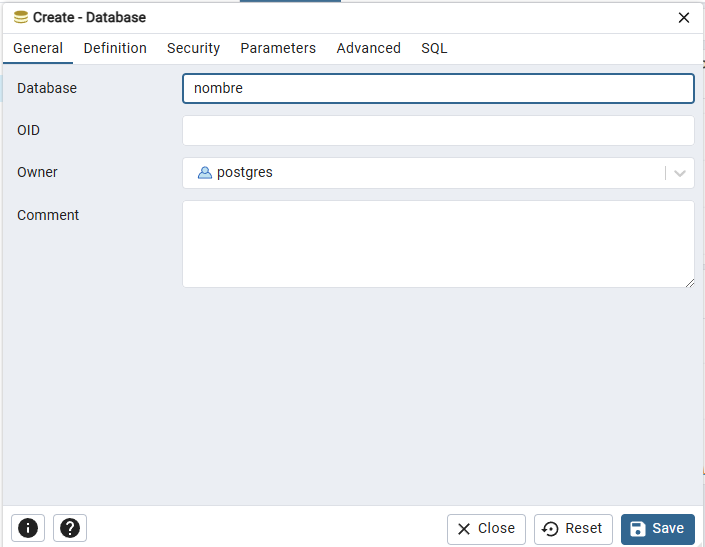 Create - Database
General Definition Security Parameters Advanced SQL
Database nombre
OID
Owner postgres
Comment
Close Reset Save